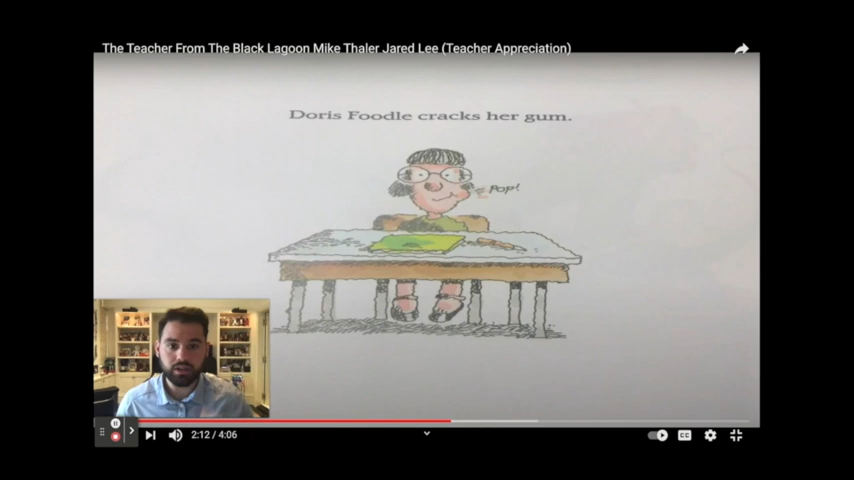 The Teacher From The Black Lagoon Mike Thaler Jared Lee (Teacher Appreciation)
Doris Foodle cracks her gum.
POP!
2:12 / 4:06
CC